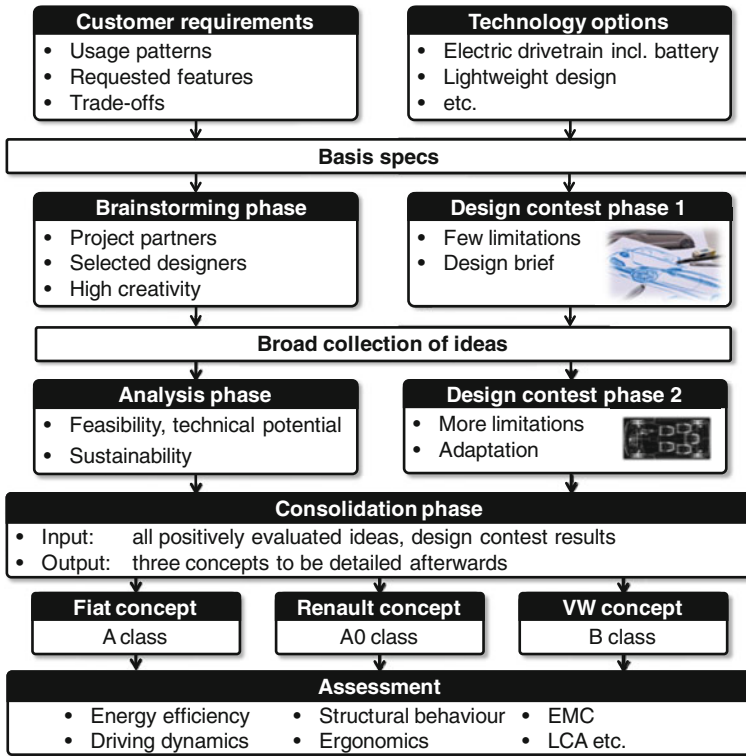 Customer requirements
• Usage patterns
• Requested features
• Trade-offs
Technology options
• Electric drivetrain incl. battery
• Lightweight design
• etc.
Basis specs
Brainstorming phase
• Project partners
• Selected designers
• High creativity
Design contest phase 1
• Few limitations
• Design brief
Broad collection of ideas
Analysis phase
• Feasibility, technical potential
• Sustainability
Design contest phase 2
• More limitations
• Adaptation
Consolidation phase
• Input: all positively evaluated ideas, design contest results
• Output: three concepts to be detailed afterwards
Fiat concept
A class
Renault concept
A0 class
VW concept
B class
Assessment
• Energy efficiency • Structural behaviour • EMC
• Driving dynamics • Ergonomics • LCA etc.